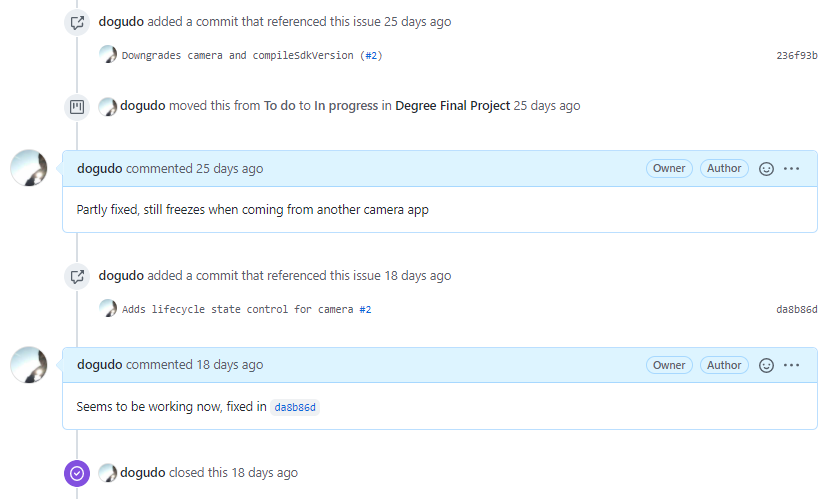 dogudo added a commit that referenced this issue 25 days ago
Downgrades camera and compileSdkVersion (#2) 236f93b
dogudo moved this from To do to In progress in Degree Final Project 25 days ago
dogudo commented 25 days ago Owner Author
Partly fixed, still freezes when coming from another camera app
dogudo added a commit that referenced this issue 18 days ago
Adds lifecycle state control for camera #2 da8b86d
dogudo commented 18 days ago Owner Author
Seems to be working now, fixed in da8b86d
dogudo closed this 18 days ago